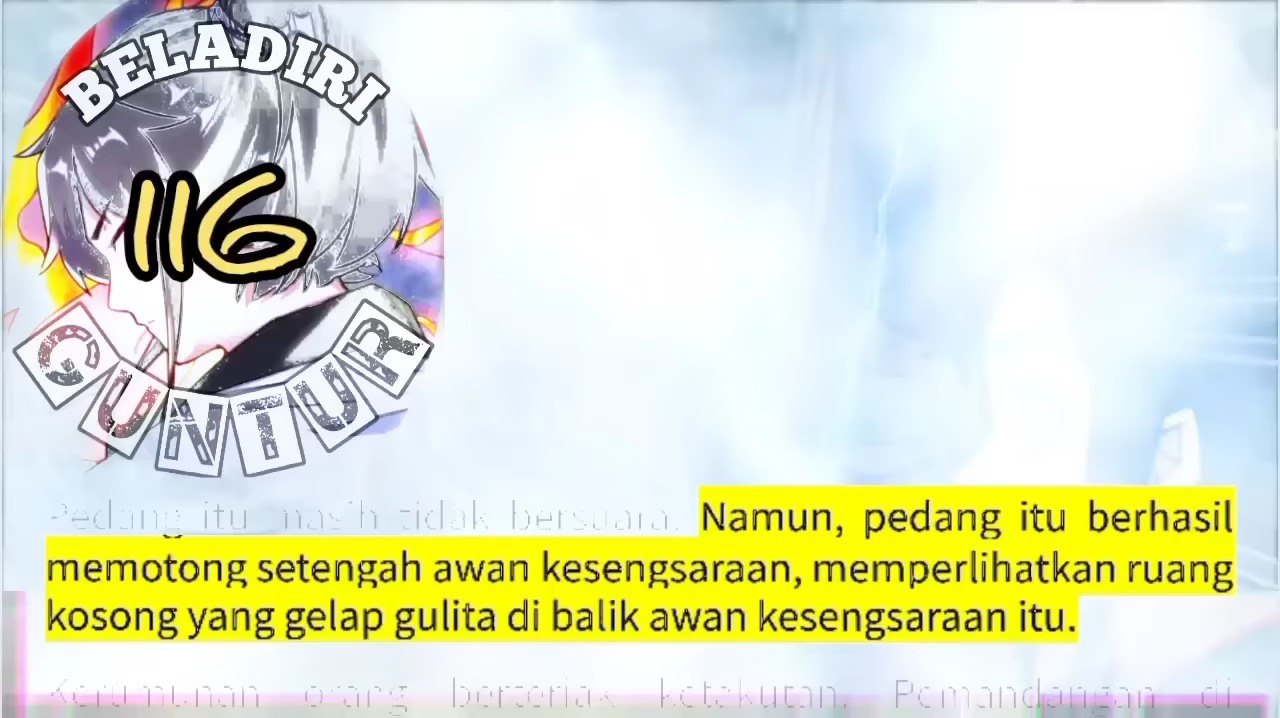 BELADIRI
116
GUNTUR
Pedang itu masih tidak bersuara. Namun, pedang itu berhasil
memotong setengah awan kesengsaraan, memperlihatkan ruang
kosong yang gelap gulita di balik awan kesengsaraan itu.
Kerumunan orang berteriak ketakutan. Pemandangan di